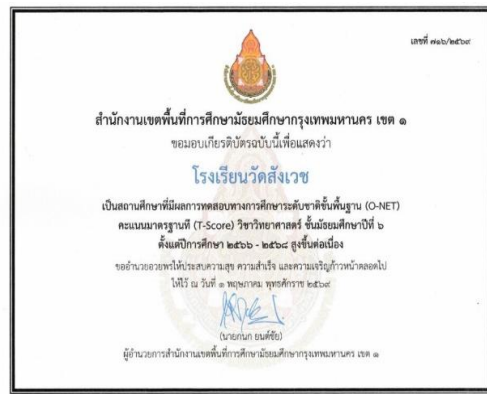 เลขที่ ๗๑๖/๒๕๖๙
สำนักงานเขตพื้นที่การศึกษามัธยมศึกษากรุงเทพมหานคร เขต ๑
ขอมอบเกียรติบัตรฉบับนี้เพื่อแสดงว่า
โรงเรียนวัดสังเวช
เป็นสถานศึกษาที่มีผลการทดสอบทางการศึกษาระดับชาติขั้นพื้นฐาน (O-NET)
คะแนนมาตรฐานที (T-Score) วิชาวิทยาศาสตร์ ชั้นมัธยมศึกษาปีที่ ๖
ตั้งแต่ปีการศึกษา ๒๕๖๖ - ๒๕๖๘ สูงขึ้นต่อเนื่อง
ขออำนวยอวยพรให้ประสบความสุข ความสำเร็จ และความเจริญก้าวหน้าตลอดไป
ให้ไว้ ณ วันที่ ๑ พฤษภาคม พุทธศักราช ๒๕๖๙
(นายกนก ยนต์ชัย)
ผู้อำนวยการสำนักงานเขตพื้นที่การศึกษามัธยมศึกษากรุงเทพมหานคร เขต ๑